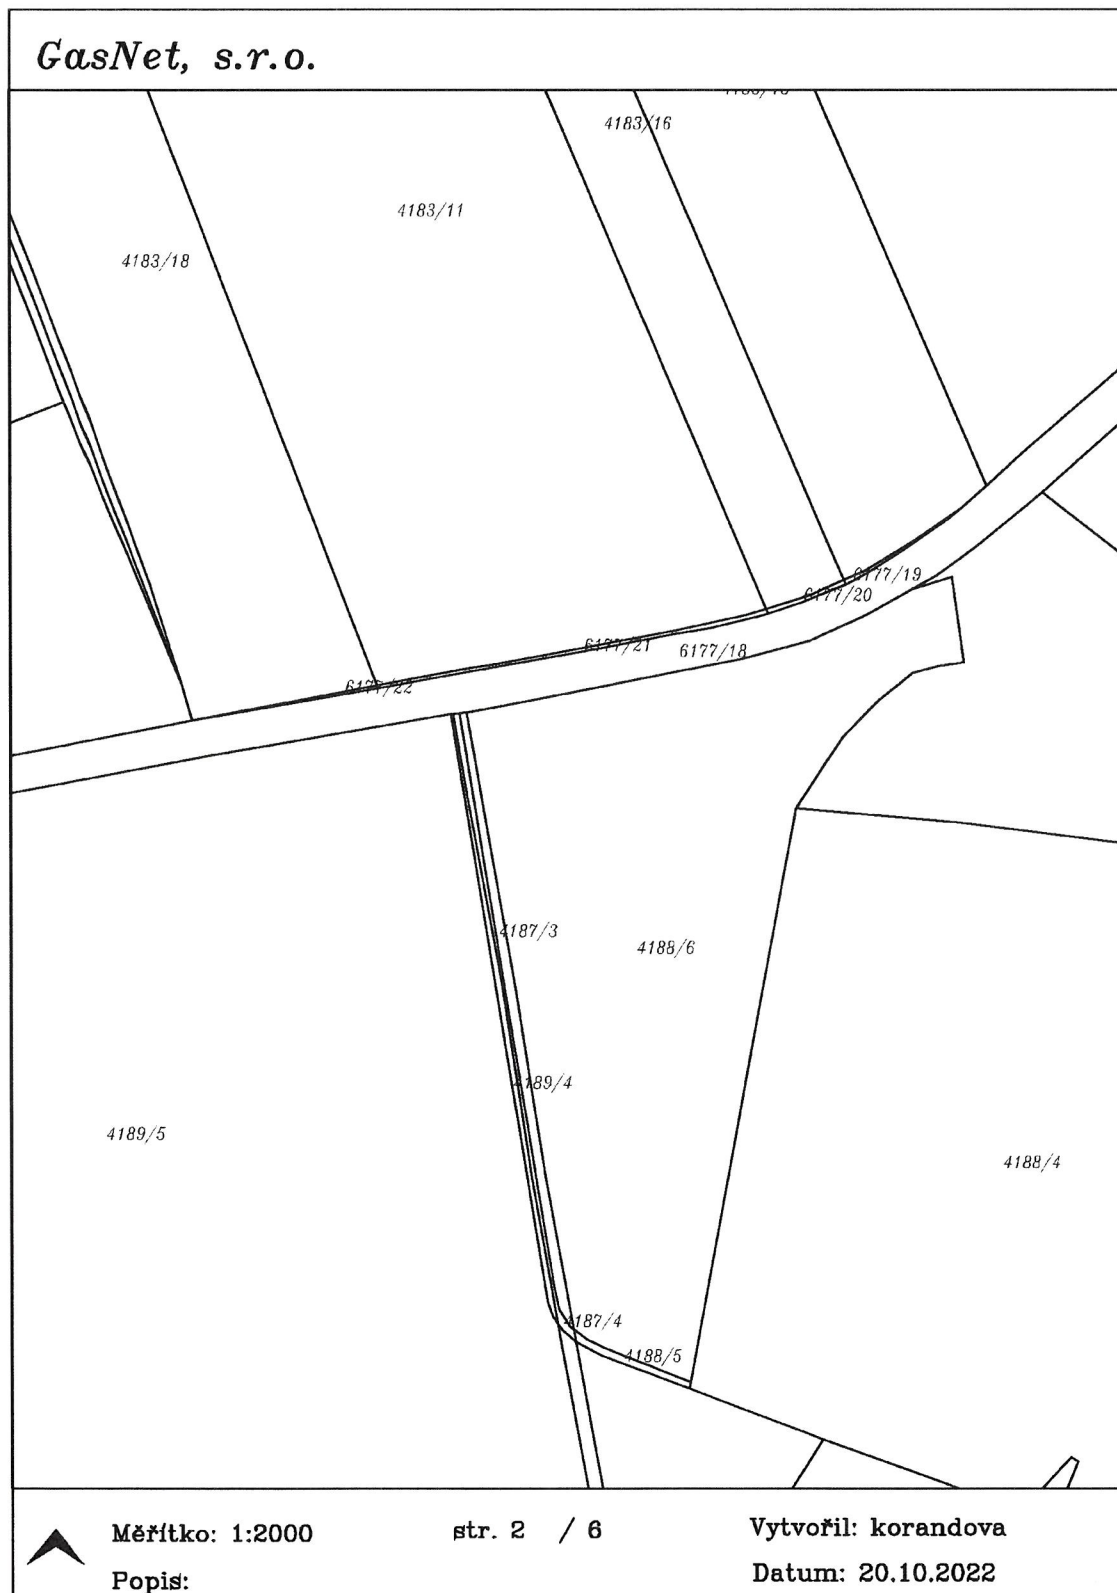 GasNet, s.r.o.
4183/16
4183/11
4183/18
6177/19
6177/20
6177/21
6177/18
6177/22
4187/3
4188/6
4189/4
4189/5
4188/4
4187/4
4188/5
Měřítko: 1:2000
str. 2 / 6
Vytvořil: korandova
Popis:
Datum: 20.10.2022